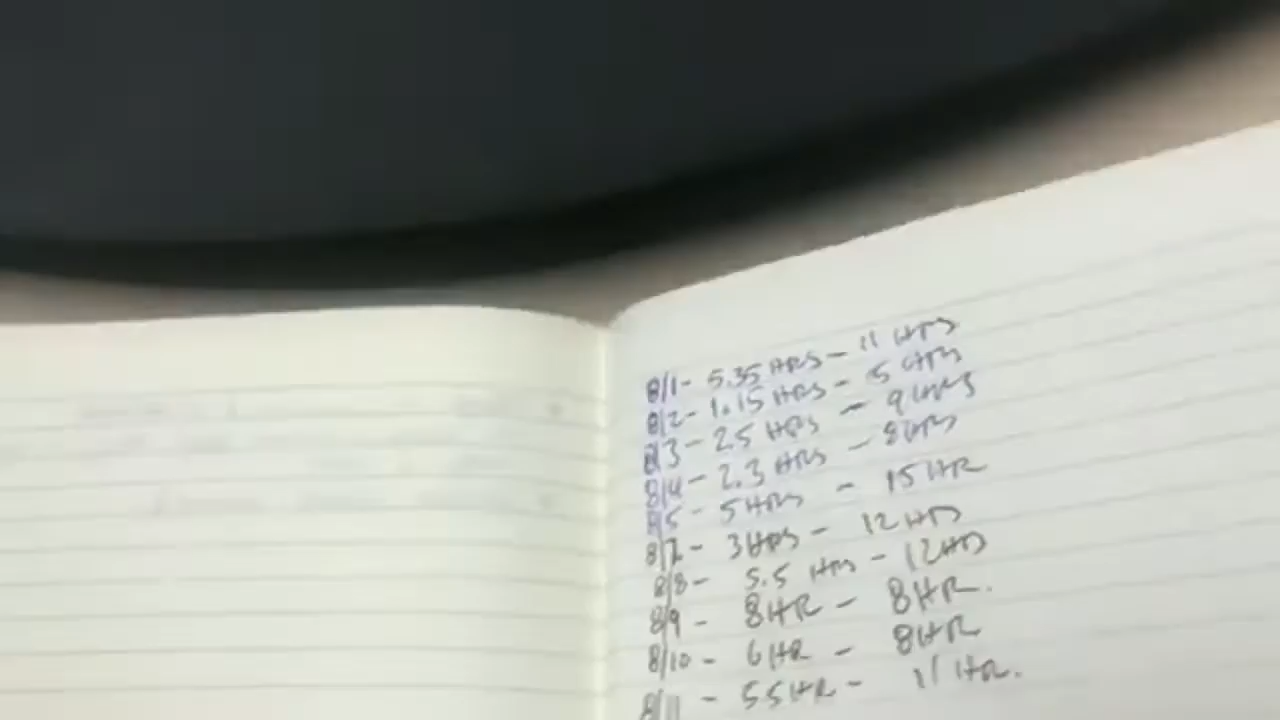 8/1- 5.35 HRS - 11 HRS
8/2- 1.15 HRS - 5 HRS
8/3 - 2.5 HRS - 9 HRS
8/4 - 2.3 HRS - 8 HRS
8/5 - 5 HRS - 15 HR
8/7 - 3 HRS - 12 HRS
8/8 - 5.5 HRS - 12 HRS
8/9 - 8 HR - 8 HR.
8/10 - 6 HR - 8 HR
8/11 - 5.5 HR - 11 HR.